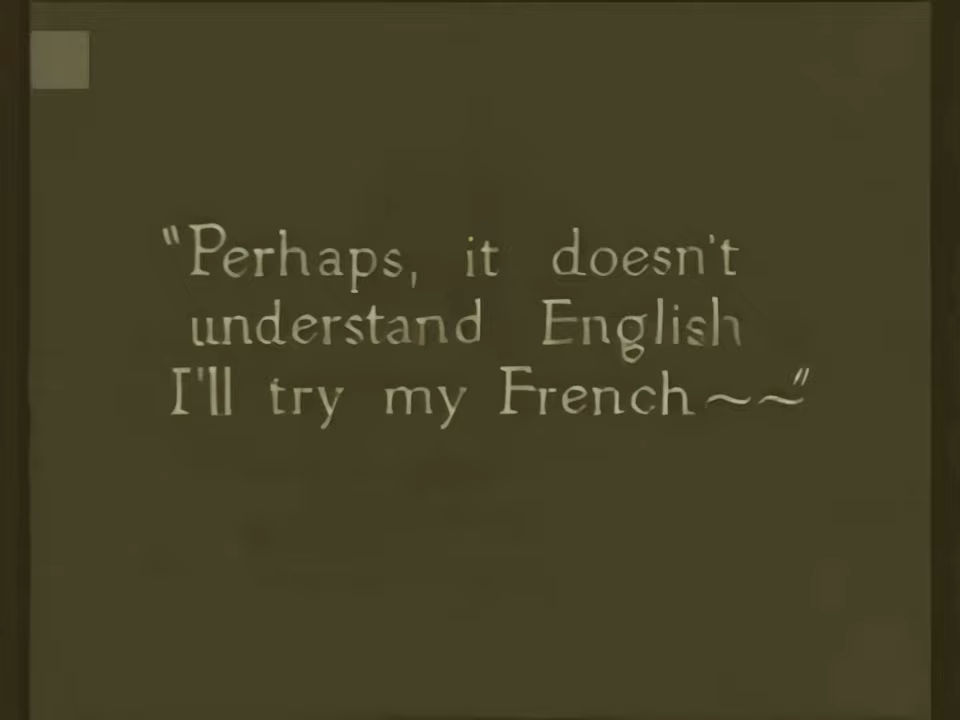 "Perhaps, it doesn't
understand English
I'll try my French~~"